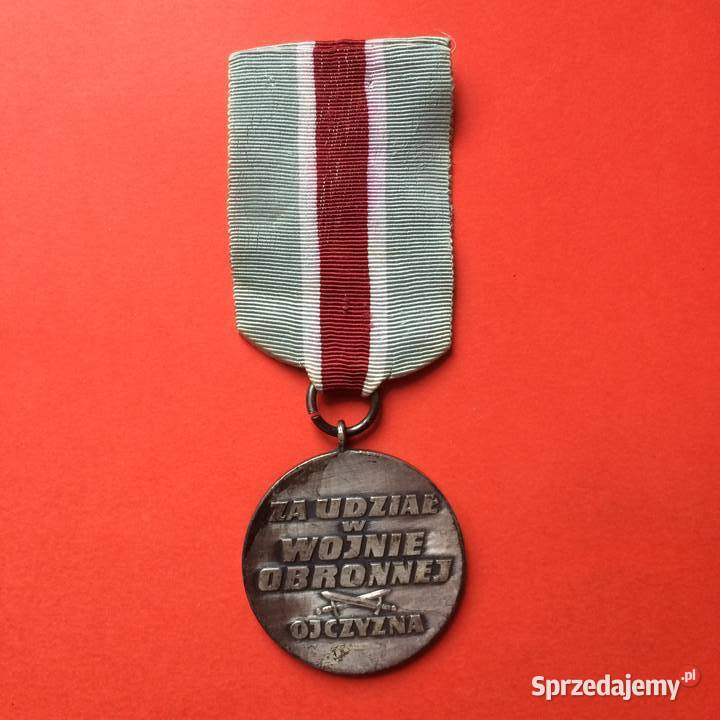 ZA UDZIAŁ
W
WOJNIE
OBRONNEJ
OJCZYZNA
Sprzedajemy.pl